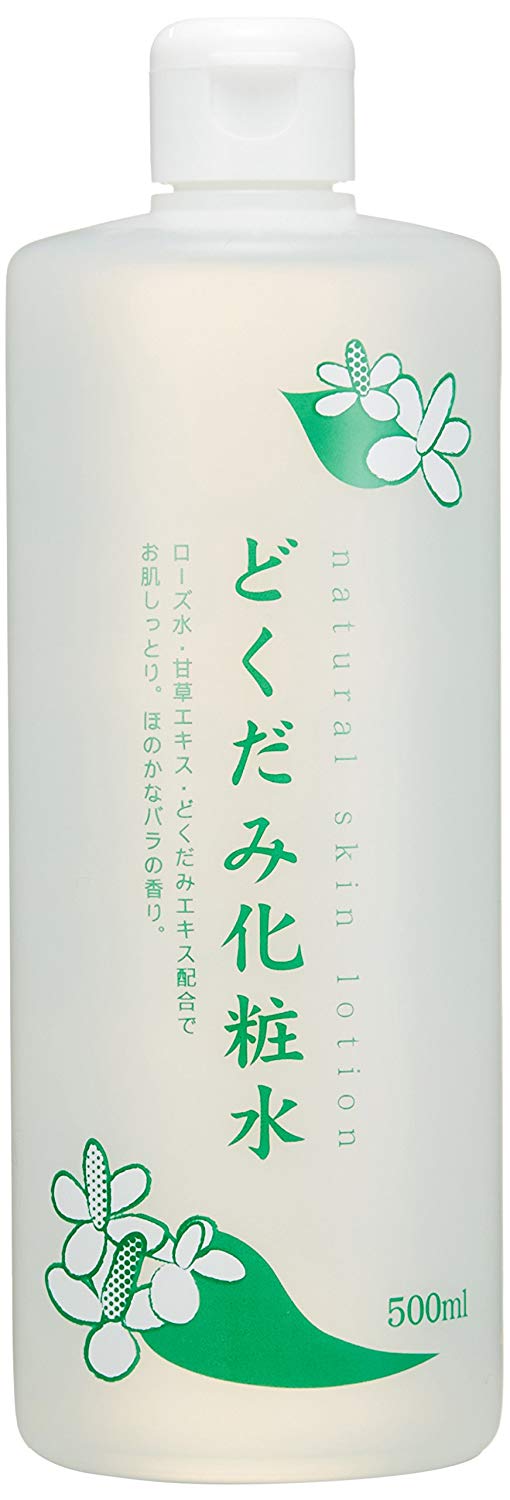 natural skin lotion
どくだみ化粧水
ローズ水・甘草エキス・どくだみエキス配合で
お肌しっとり。ほのかなバラの香り。
500ml